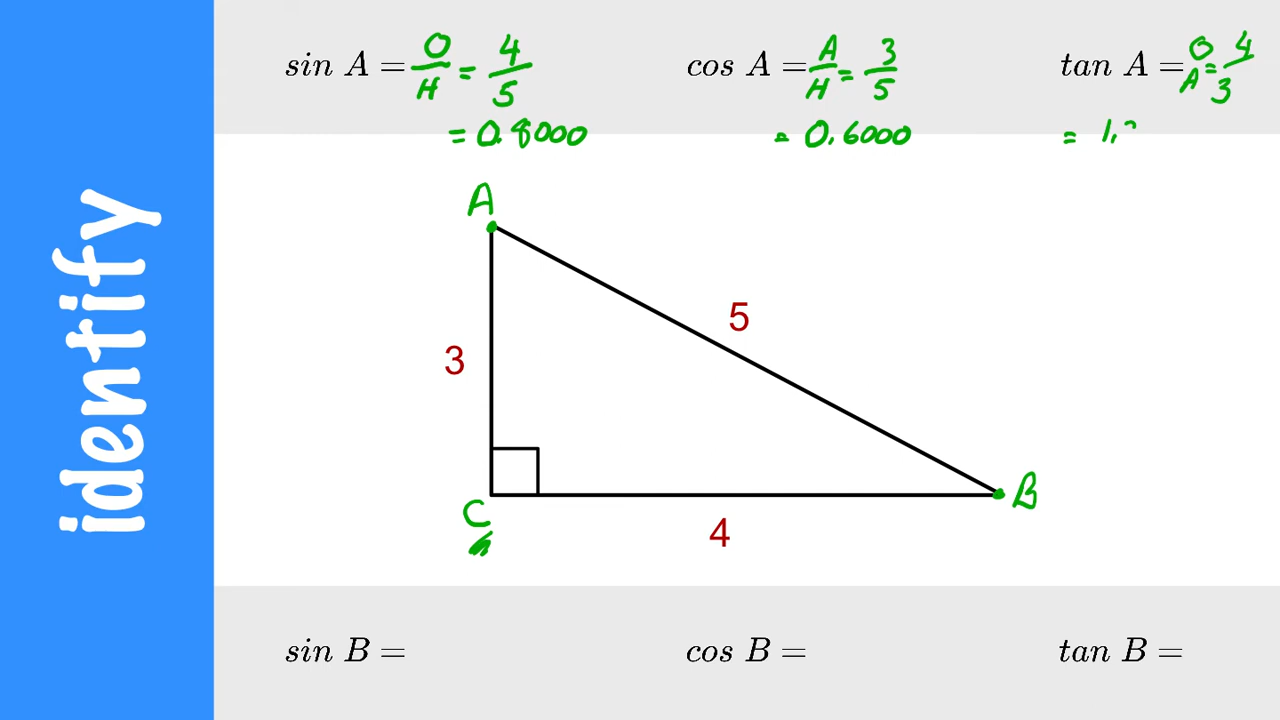 identify
sin A = O/H = 4/5
= 0.8000
cos A = A/H = 3/5
= 0.6000
tan A = O/A = 4/3
= 1.
A
3
5
C
4
B
sin B =
cos B =
tan B =